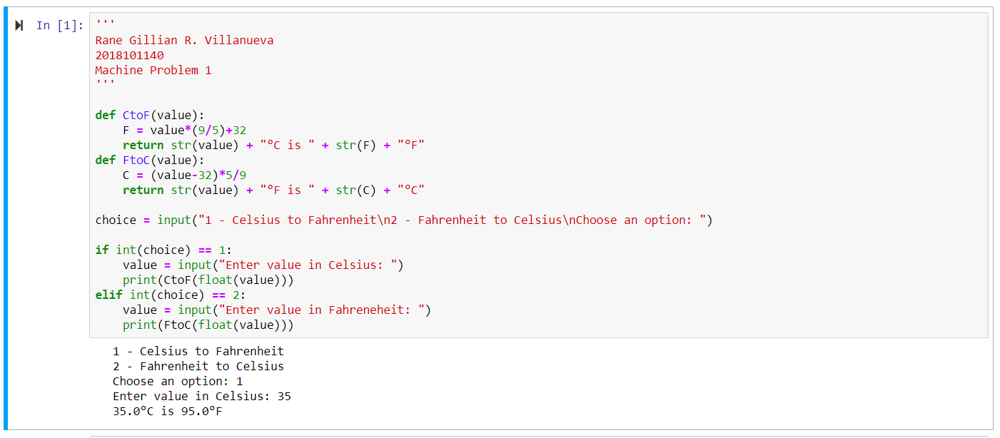 In [1]:
'''
Rane Gillian R. Villanueva
2018101140
Machine Problem 1
'''
def CtoF(value):
    F = value*(9/5)+32
    return str(value) + "°C is " + str(F) + "°F"
def FtoC(value):
    C = (value-32)*5/9
    return str(value) + "°F is " + str(C) + "°C"
choice = input("1 - Celsius to Fahrenheit\n2 - Fahrenheit to Celsius\nChoose an option: ")
if int(choice) == 1:
    value = input("Enter value in Celsius: ")
    print(CtoF(float(value)))
elif int(choice) == 2:
    value = input("Enter value in Fahreneheit: ")
    print(FtoC(float(value)))
1 - Celsius to Fahrenheit
2 - Fahrenheit to Celsius
Choose an option: 1
Enter value in Celsius: 35
35.0°C is 95.0°F